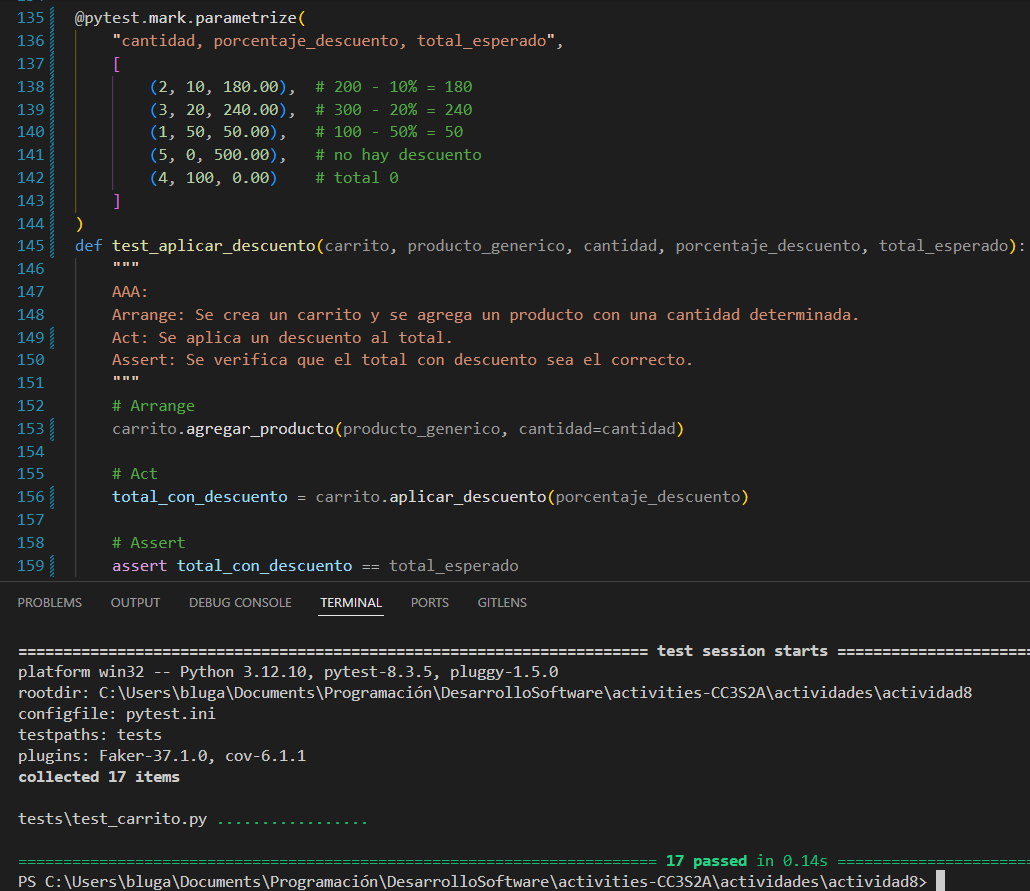 135 @pytest.mark.parametrize(
136     "cantidad, porcentaje_descuento, total_esperado",
137     [
138         (2, 10, 180.00),  # 200 - 10% = 180
139         (3, 20, 240.00),  # 300 - 20% = 240
140         (1, 50, 50.00),   # 100 - 50% = 50
141         (5, 0, 500.00),   # no hay descuento
142         (4, 100, 0.00)    # total 0
143     ]
144 )
145 def test_aplicar_descuento(carrito, producto_generico, cantidad, porcentaje_descuento, total_esperado):
146     """
147     AAA:
148     Arrange: Se crea un carrito y se agrega un producto con una cantidad determinada.
149     Act: Se aplica un descuento al total.
150     Assert: Se verifica que el total con descuento sea el correcto.
151     """
152     # Arrange
153     carrito.agregar_producto(producto_generico, cantidad=cantidad)
154
155     # Act
156     total_con_descuento = carrito.aplicar_descuento(porcentaje_descuento)
157
158     # Assert
159     assert total_con_descuento == total_esperado
PROBLEMS OUTPUT DEBUG CONSOLE TERMINAL PORTS GITLENS
==================================================================== test session starts =====================
platform win32 -- Python 3.12.10, pytest-8.3.5, pluggy-1.5.0
rootdir: C:\Users\bluga\Documents\Programación\DesarrolloSoftware\activities-CC3S2A\actividades\actividad8
configfile: pytest.ini
testpaths: tests
plugins: Faker-37.1.0, cov-6.1.1
collected 17 items
tests\test_carrito.py .................
===================================================================== 17 passed in 0.14s =====================
PS C:\Users\bluga\Documents\Programación\DesarrolloSoftware\activities-CC3S2A\actividades\actividad8>